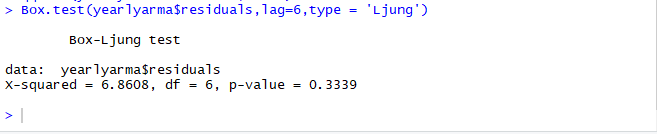 > Box.test(yearlyarma$residuals,lag=6,type = 'Ljung')
Box-Ljung test
data:  yearlyarma$residuals
X-squared = 6.8608, df = 6, p-value = 0.3339
>